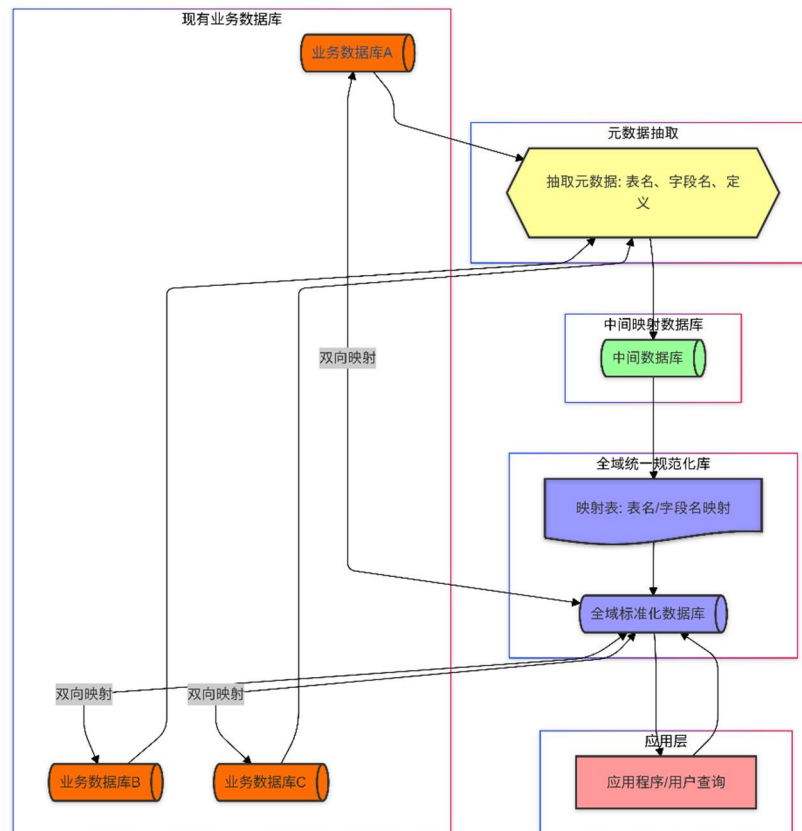 现有业务数据库
业务数据库A
元数据抽取
抽取元数据: 表名、字段名、定
义
中间映射数据库
中间数据库
双向映射
全域统一规范化库
映射表: 表名/字段名映射
全域标准化数据库
双向映射
双向映射
应用层
业务数据库B
业务数据库C
应用程序/用户查询